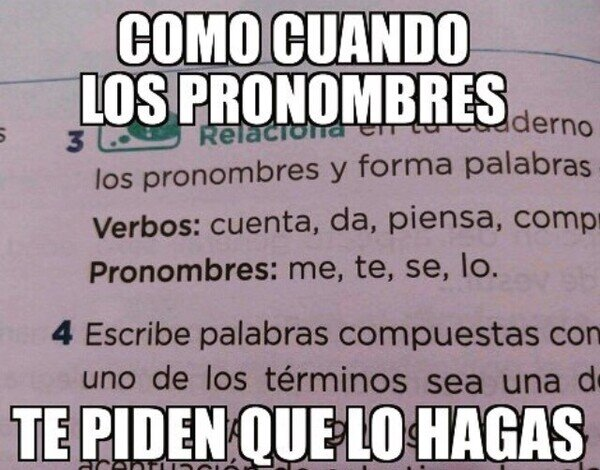 COMO CUANDO
LOS PRONOMBRES
3 Relaciona en tu cuaderno
los pronombres y forma palabras
Verbos: cuenta, da, piensa, comp
Pronombres: me, te, se, lo.
4 Escribe palabras compuestas con
uno de los términos sea una d
TE PIDEN QUE LO HAGAS
acentuación